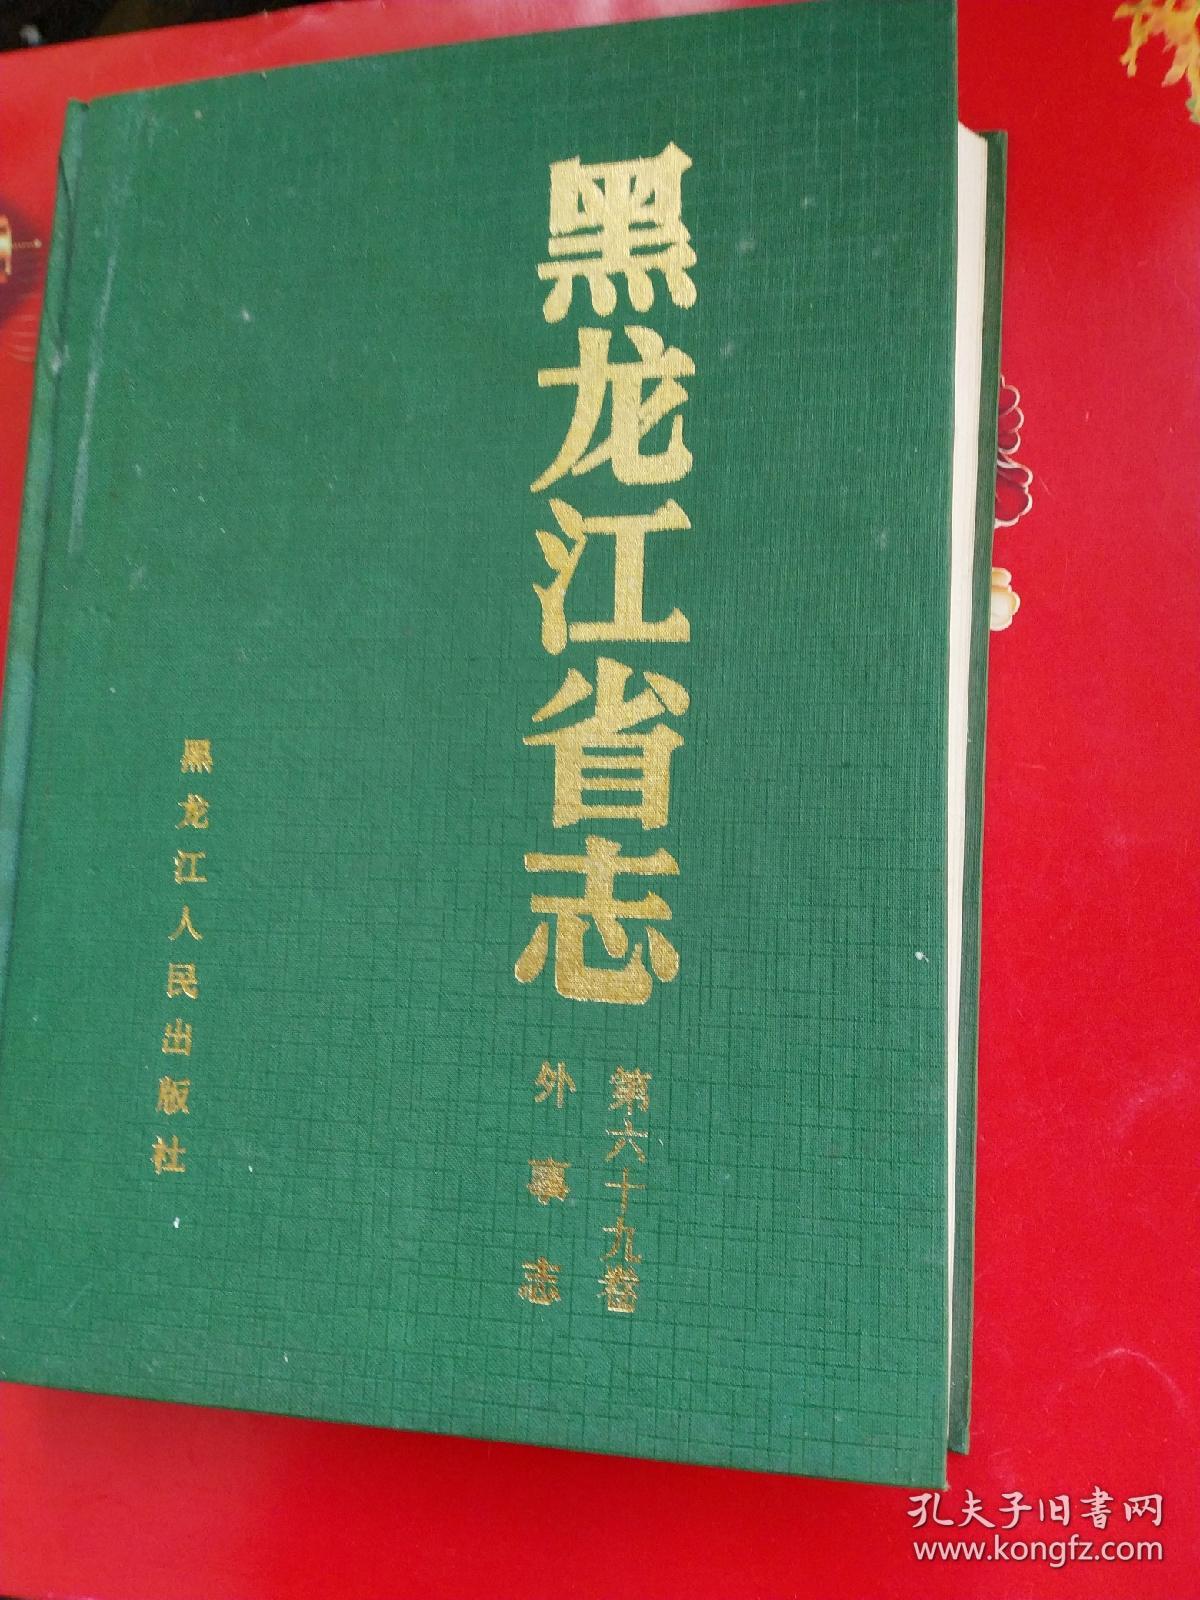 黑龙江省志
第六十九卷
外事志
黑龙江人民出版社
孔夫子旧书网
www.kongfz.com